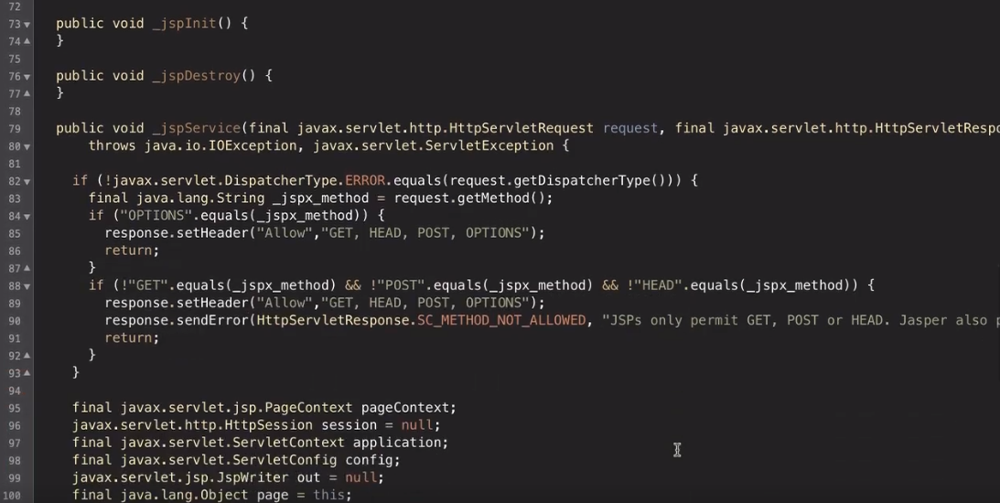 72
73 public void _jspInit() {
74 }
75
76 public void _jspDestroy() {
77 }
78
79 public void _jspService(final javax.servlet.http.HttpServletRequest request, final javax.servlet.http.HttpServletRespo
80 throws java.io.IOException, javax.servlet.ServletException {
81
82 if (!javax.servlet.DispatcherType.ERROR.equals(request.getDispatcherType())) {
83 final java.lang.String _jspx_method = request.getMethod();
84 if ("OPTIONS".equals(_jspx_method)) {
85 response.setHeader("Allow","GET, HEAD, POST, OPTIONS");
86 return;
87 }
88 if (!"GET".equals(_jspx_method) && !"POST".equals(_jspx_method) && !"HEAD".equals(_jspx_method)) {
89 response.setHeader("Allow","GET, HEAD, POST, OPTIONS");
90 response.sendError(HttpServletResponse.SC_METHOD_NOT_ALLOWED, "JSPs only permit GET, POST or HEAD. Jasper also p
91 return;
92 }
93 }
94
95 final javax.servlet.jsp.PageContext pageContext;
96 javax.servlet.http.HttpSession session = null;
97 final javax.servlet.ServletContext application;
98 final javax.servlet.ServletConfig config;
99 javax.servlet.jsp.JspWriter out = null;
100 final java.lang.Object page = this;